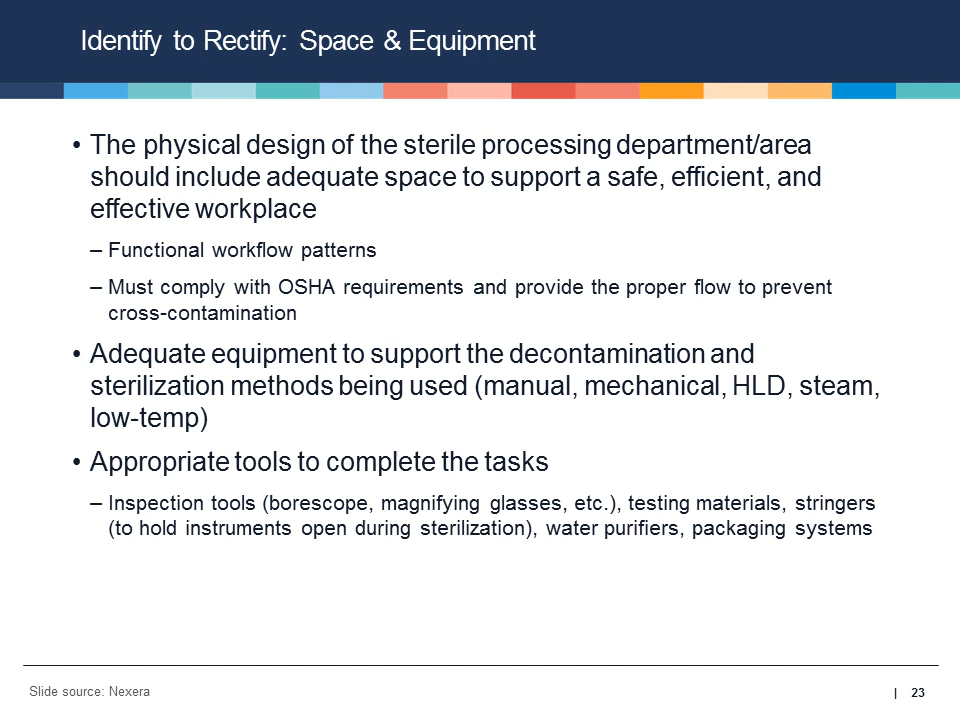 Identify to Rectify: Space & Equipment
• The physical design of the sterile processing department/area
should include adequate space to support a safe, efficient, and
effective workplace
– Functional workflow patterns
– Must comply with OSHA requirements and provide the proper flow to prevent
cross-contamination
• Adequate equipment to support the decontamination and
sterilization methods being used (manual, mechanical, HLD, steam,
low-temp)
• Appropriate tools to complete the tasks
– Inspection tools (borescope, magnifying glasses, etc.), testing materials, stringers
(to hold instruments open during sterilization), water purifiers, packaging systems
Slide source: Nexera
| 23